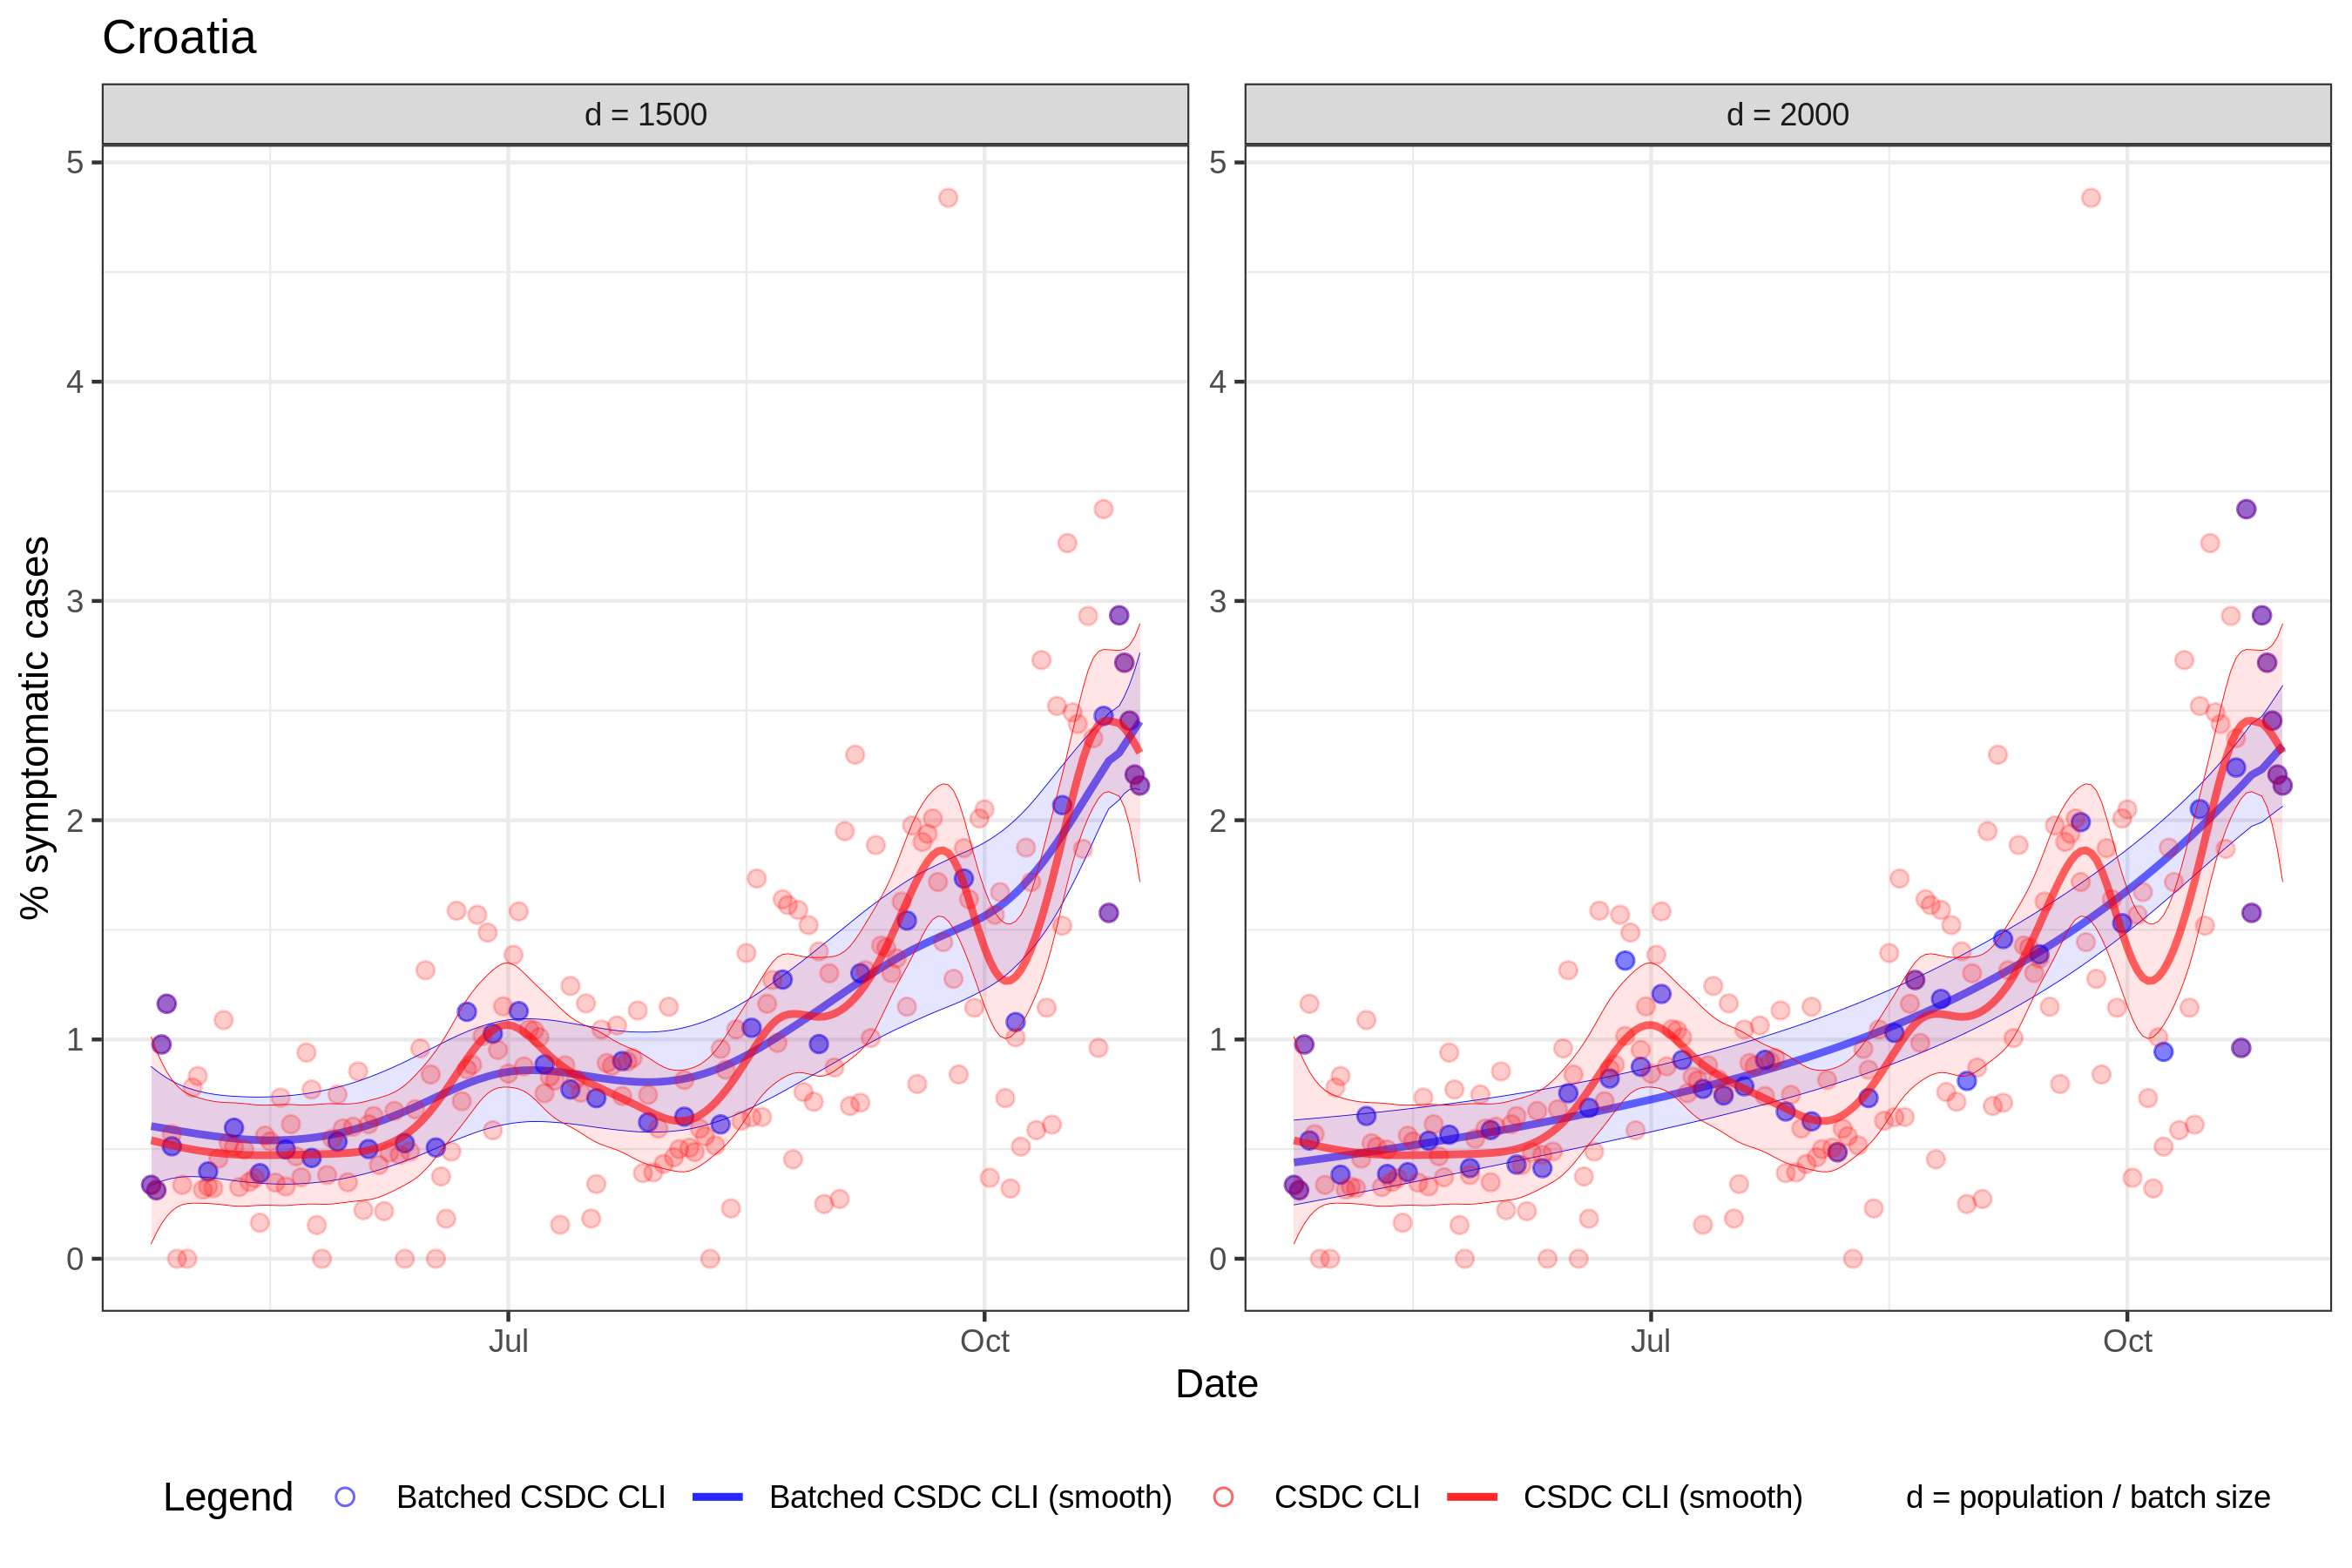 Croatia
d = 1500
d = 2000
5
4
3
2
1
0
5
4
3
2
1
0
% symptomatic cases
Jul
Oct
Jul
Oct
Date
Legend Batched CSDC CLI Batched CSDC CLI (smooth) CSDC CLI CSDC CLI (smooth) d = population / batch size